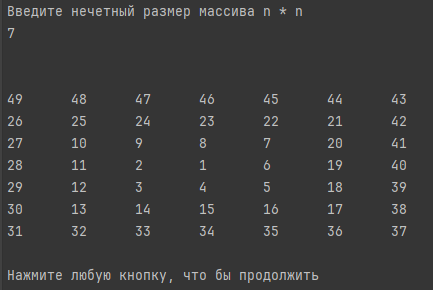 Введите нечетный размер массива n * n
7
49 48 47 46 45 44 43
26 25 24 23 22 21 42
27 10 9 8 7 20 41
28 11 2 1 6 19 40
29 12 3 4 5 18 39
30 13 14 15 16 17 38
31 32 33 34 35 36 37
Нажмите любую кнопку, что бы продолжить